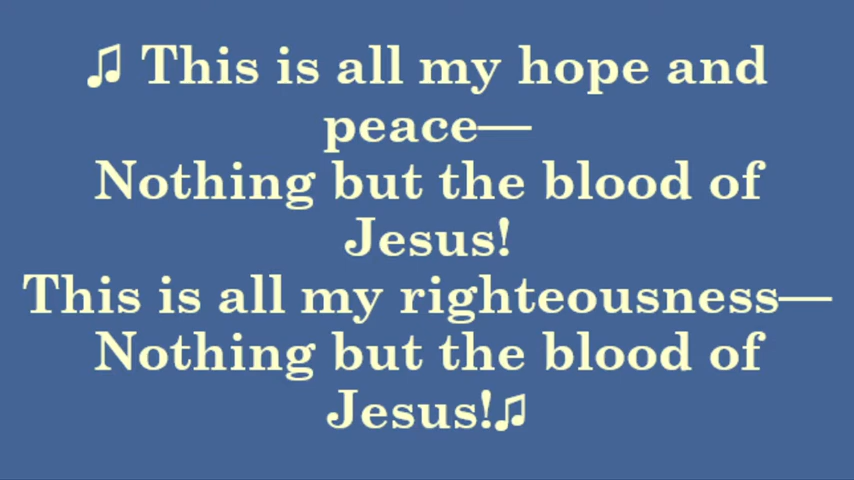 ♫ This is all my hope and
peace—
Nothing but the blood of
Jesus!
This is all my righteousness—
Nothing but the blood of
Jesus!♫